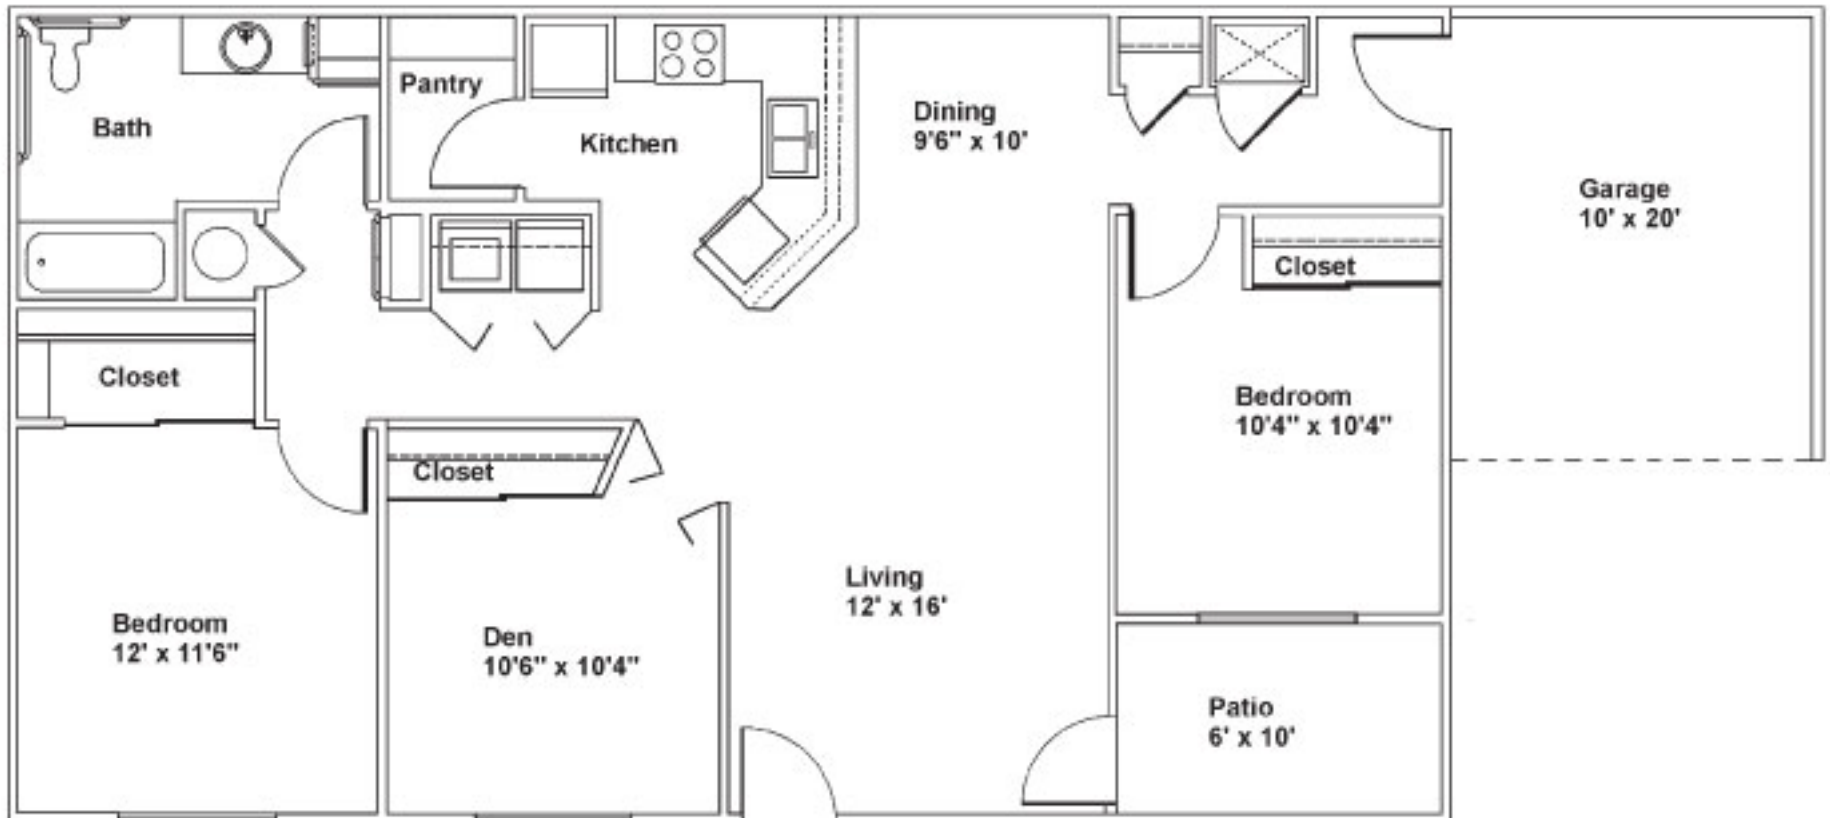 Pantry
Bath
Kitchen
Dining
9'6" x 10'
Garage
10' x 20'
Closet
Closet
Bedroom
10'4" x 10'4"
Closet
Living
12' x 16'
Bedroom
12' x 11'6"
Den
10'6" x 10'4"
Patio
6' x 10'